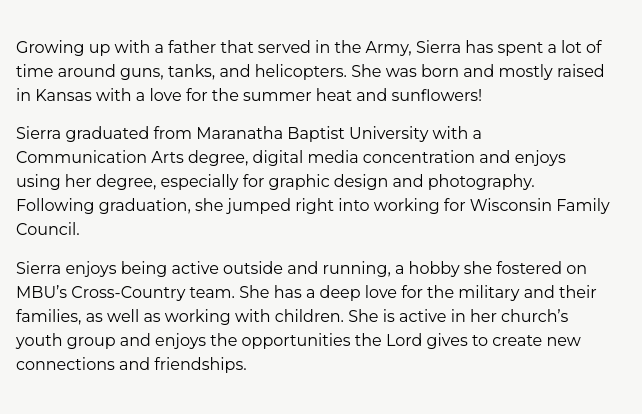 Growing up with a father that served in the Army, Sierra has spent a lot of
time around guns, tanks, and helicopters. She was born and mostly raised
in Kansas with a love for the summer heat and sunflowers!
Sierra graduated from Maranatha Baptist University with a
Communication Arts degree, digital media concentration and enjoys
using her degree, especially for graphic design and photography.
Following graduation, she jumped right into working for Wisconsin Family
Council.
Sierra enjoys being active outside and running, a hobby she fostered on
MBU’s Cross-Country team. She has a deep love for the military and their
families, as well as working with children. She is active in her church’s
youth group and enjoys the opportunities the Lord gives to create new
connections and friendships.